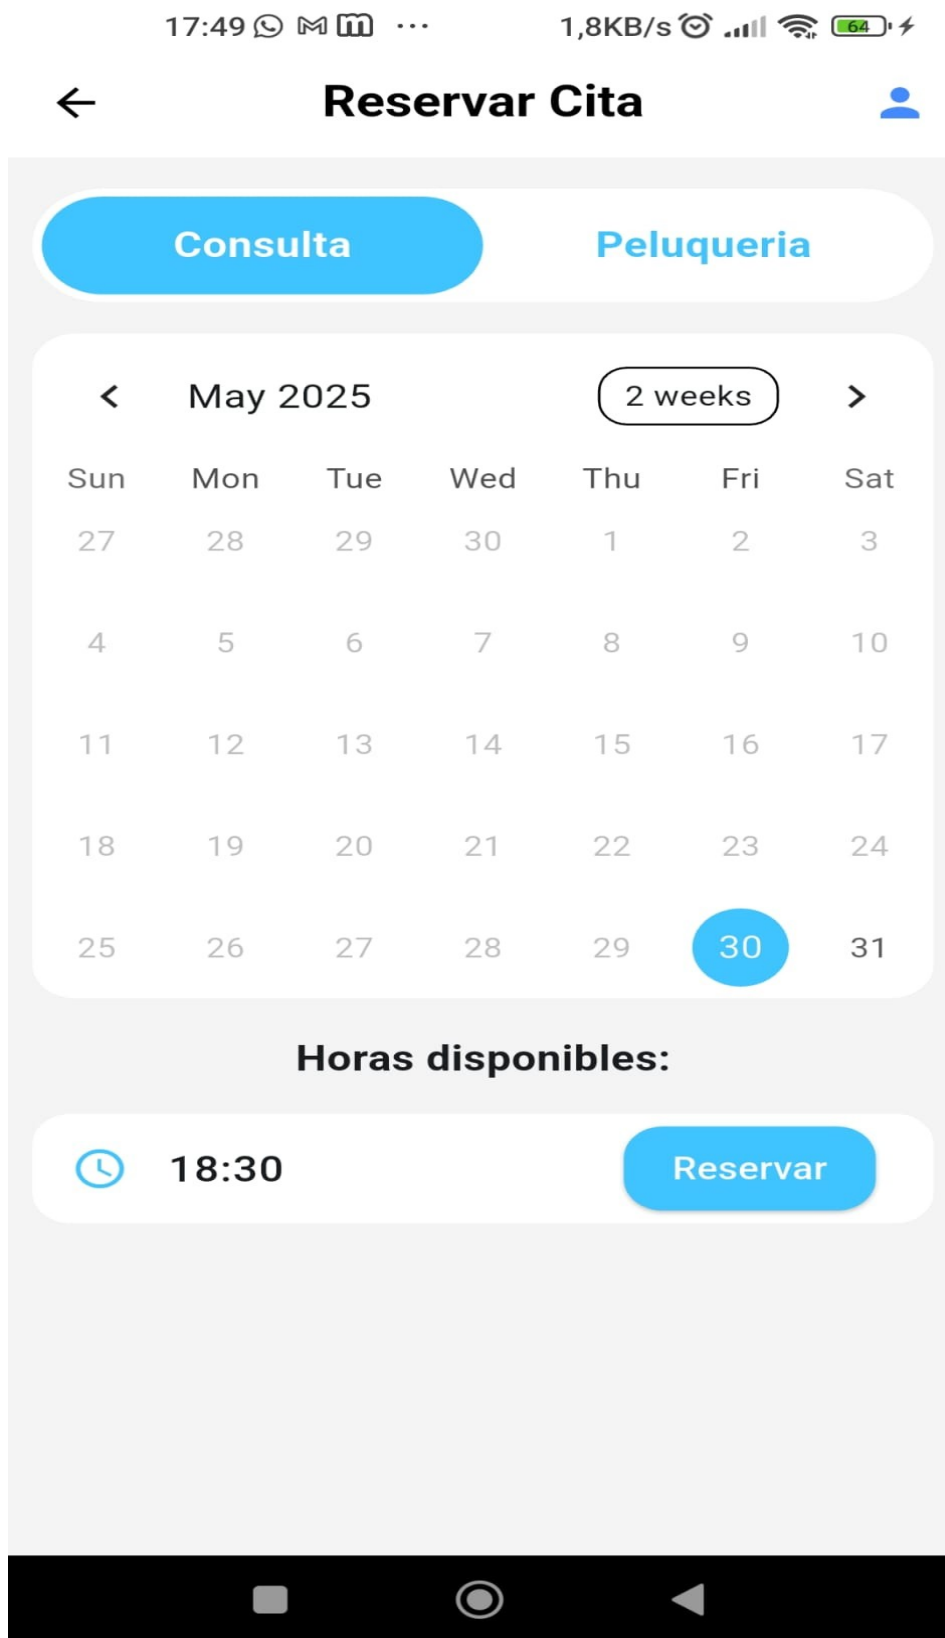 17:49 ... 1,8KB/s 64
Reservar Cita
Consulta Peluqueria
May 2025 2 weeks
Sun Mon Tue Wed Thu Fri Sat
27 28 29 30 1 2 3
4 5 6 7 8 9 10
11 12 13 14 15 16 17
18 19 20 21 22 23 24
25 26 27 28 29 30 31
Horas disponibles:
18:30 Reservar